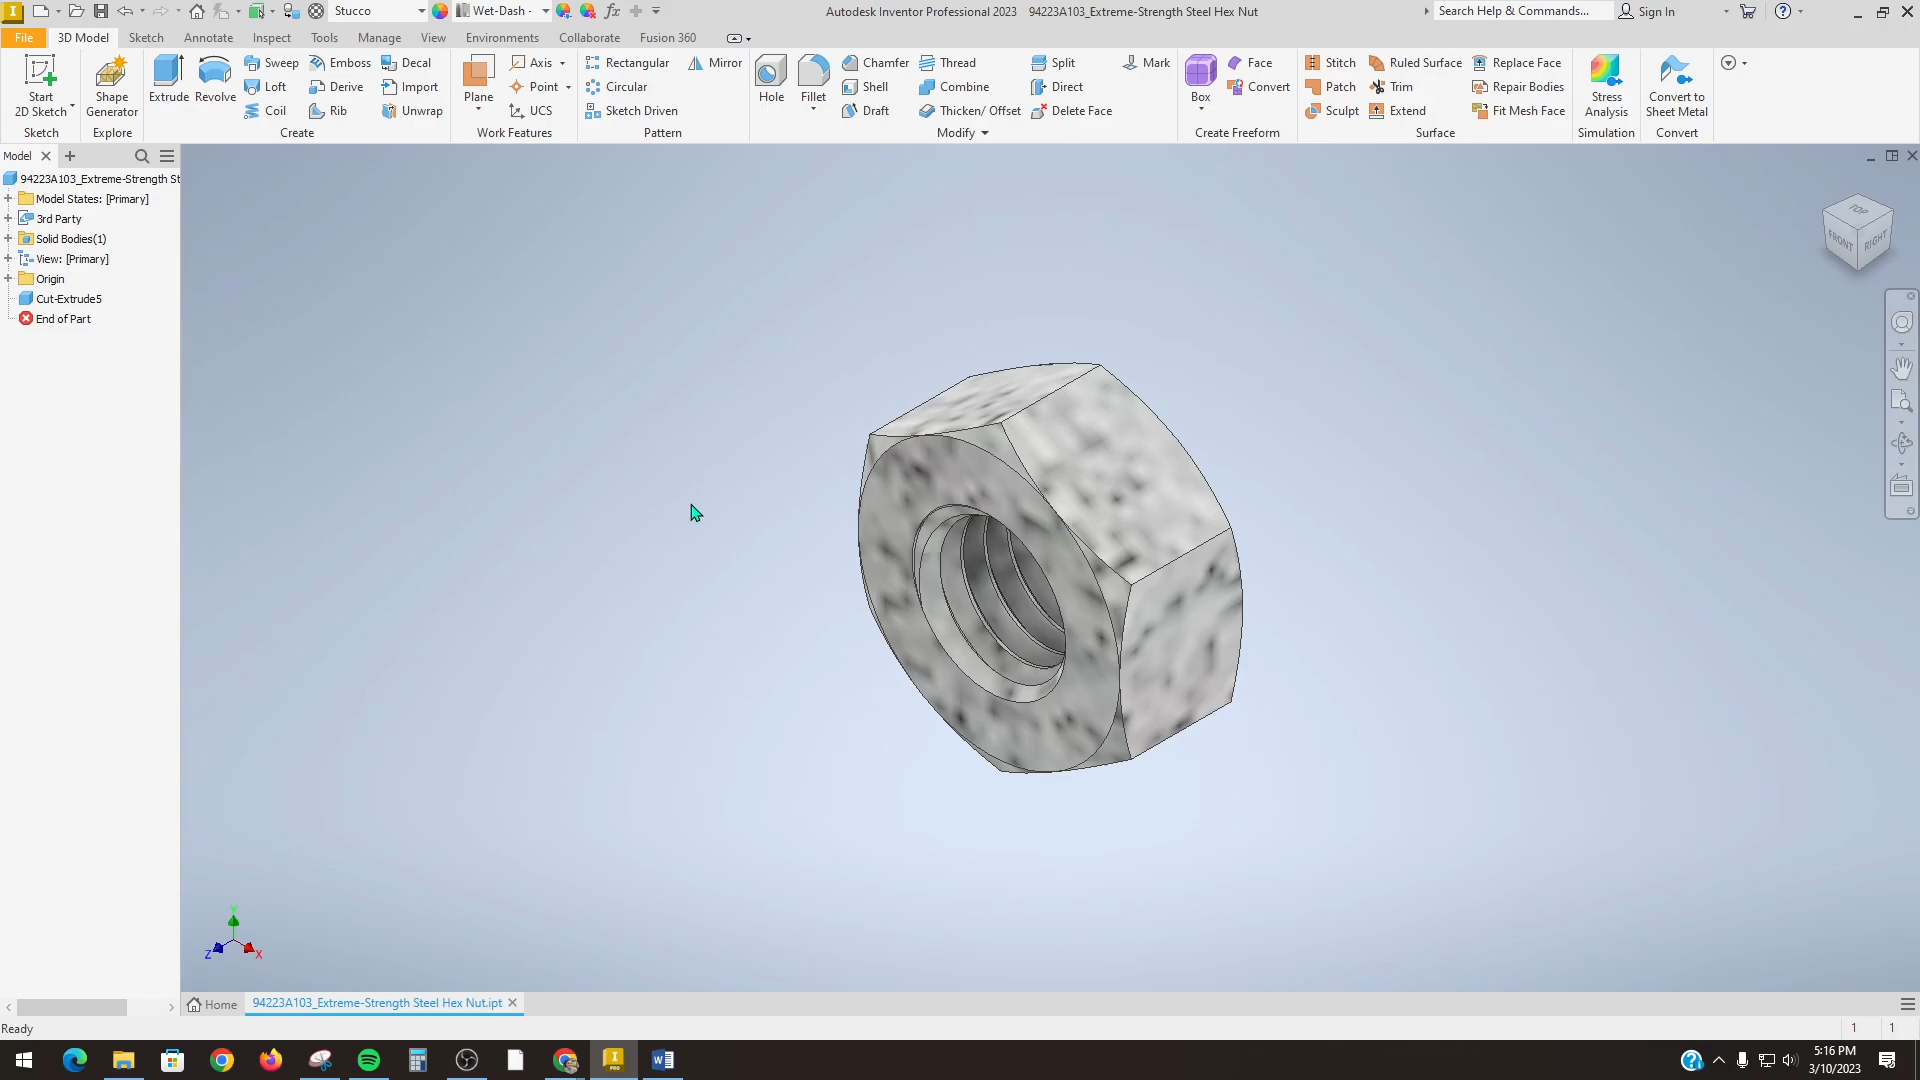 Stucco
Wet-Dash -
fx
Autodesk Inventor Professional 2023 94223A103_Extreme-Strength Steel Hex Nut
Search Help & Commands...
Sign In
File
3D Model
Sketch
Annotate
Inspect
Tools
Manage
View
Environments
Collaborate
Fusion 360
Start
2D Sketch
Sketch
Shape
Generator
Explore
Extrude
Revolve
Sweep
Loft
Coil
Emboss
Derive
Rib
Decal
Import
Unwrap
Create
Plane
Axis
Point
UCS
Work Features
Rectangular
Circular
Sketch Driven
Mirror
Pattern
Hole
Fillet
Chamfer
Shell
Draft
Thread
Combine
Thicken/ Offset
Split
Direct
Delete Face
Mark
Modify
Box
Face
Convert
Create Freeform
Stitch
Patch
Sculpt
Ruled Surface
Trim
Extend
Replace Face
Repair Bodies
Fit Mesh Face
Surface
Stress
Analysis
Simulation
Convert to
Sheet Metal
Convert
Model
94223A103_Extreme-Strength St
Model States: [Primary]
3rd Party
Solid Bodies(1)
View: [Primary]
Origin
Cut-Extrude5
End of Part
TOP
FRONT
RIGHT
Y
Z
X
Home
94223A103_Extreme-Strength Steel Hex Nut.ipt
Ready
1
1
5:16 PM
3/10/2023